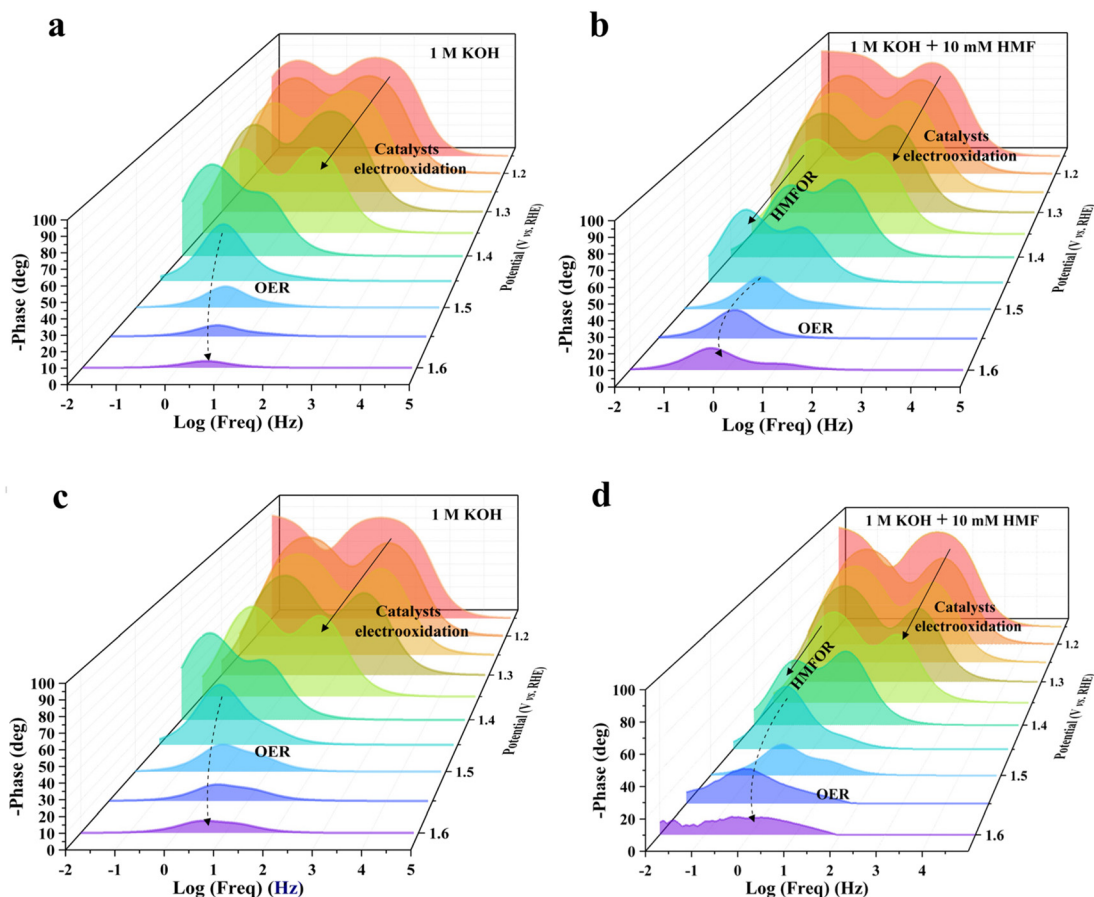 a
1 M KOH
Catalysts
electrooxidation
OER
100
90
80
70
60
50
40
30
20
10
0
-Phase (deg)
-2 -1 0 1 2 3 4 5
Log (Freq) (Hz)
1.2
1.3
1.4
1.5
1.6
Potential (V vs. RHE)
b
1 M KOH + 10 mM HMF
Catalysts
electrooxidation
HMFOR
OER
100
90
80
70
60
50
40
30
20
10
0
-Phase (deg)
-2 -1 0 1 2 3 4 5
Log (Freq) (Hz)
1.2
1.3
1.4
1.5
1.6
Potential (V vs. RHE)
c
1 M KOH
Catalysts
electrooxidation
OER
100
90
80
70
60
50
40
30
20
10
0
-Phase (deg)
-2 -1 0 1 2 3 4 5
Log (Freq) (Hz)
1.2
1.3
1.4
1.5
1.6
Potential (V vs. RHE)
d
1 M KOH + 10 mM HMF
Catalysts
electrooxidation
HMFOR
OER
100
80
60
40
20
0
-Phase (deg)
-2 -1 0 1 2 3 4
Log (Freq) (Hz)
1.2
1.3
1.4
1.5
1.6
Potential (V vs. RHE)